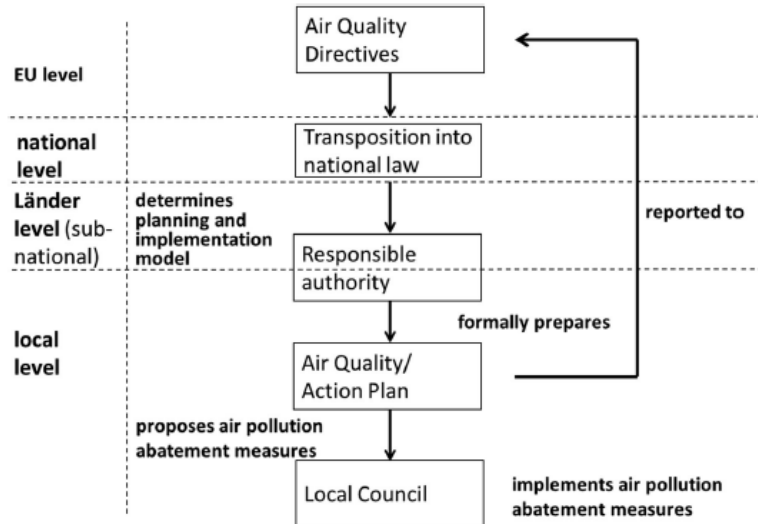 Air Quality
Directives
EU level
national
level
Transposition into
national law
Länder
level (sub-
national)
determines
planning and
implementation
model
reported to
Responsible
authority
formally prepares
local
level
Air Quality/
Action Plan
proposes air pollution
abatement measures
Local Council
implements air pollution
abatement measures